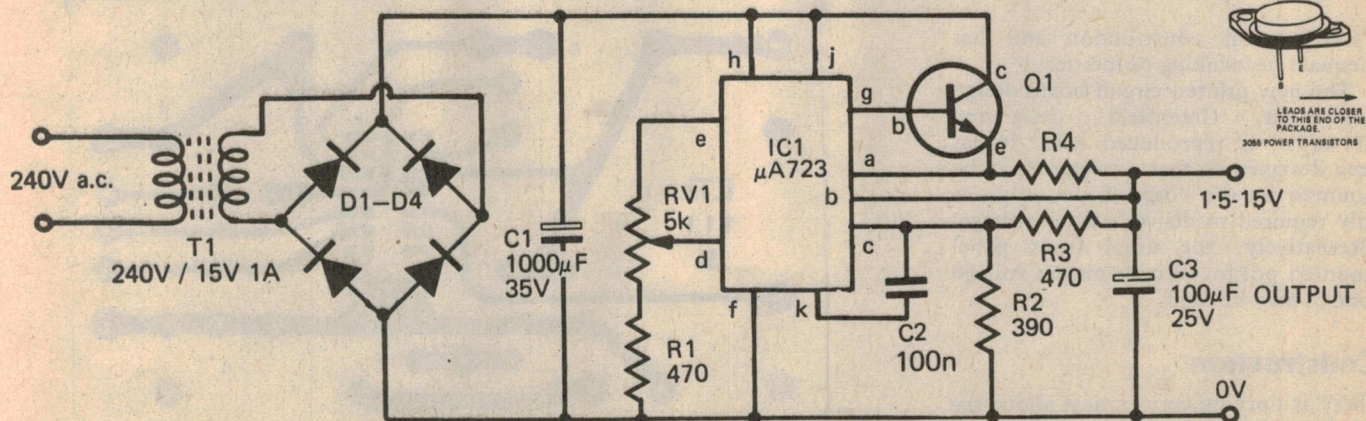 240V a.c.
T1
240V / 15V 1A
D1–D4
C1
1000µF
35V
RV1
5k
R1
470
h
j
e
d
f
k
g
a
b
c
IC1
µA723
b
c
e
Q1
R4
R3
470
R2
390
C2
100n
C3
100µF
25V
1·5-15V
OUTPUT
0V
LEADS ARE CLOSER
TO THIS END OF THE
PACKAGE.
3055 POWER TRANSISTORS